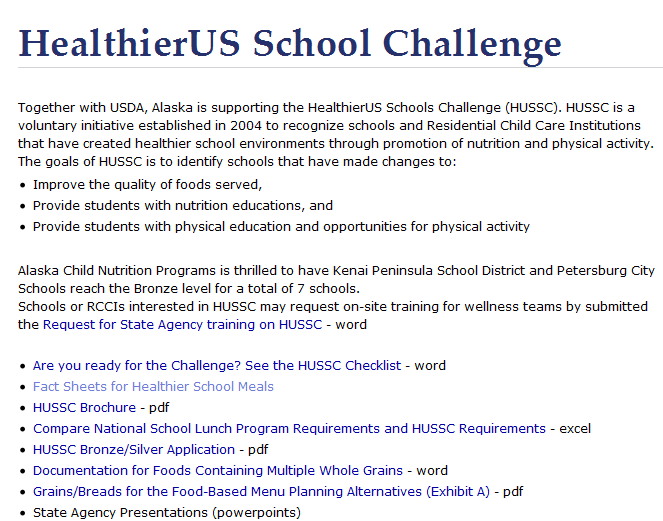 HealthierUS School Challenge
Together with USDA, Alaska is supporting the HealthierUS Schools Challenge (HUSSC). HUSSC is a
voluntary initiative established in 2004 to recognize schools and Residential Child Care Institutions
that have created healthier school environments through promotion of nutrition and physical activity.
The goals of HUSSC is to identify schools that have made changes to:
• Improve the quality of foods served,
• Provide students with nutrition educations, and
• Provide students with physical education and opportunities for physical activity
Alaska Child Nutrition Programs is thrilled to have Kenai Peninsula School District and Petersburg City
Schools reach the Bronze level for a total of 7 schools.
Schools or RCCIs interested in HUSSC may request on-site training for wellness teams by submitted
the Request for State Agency training on HUSSC - word
• Are you ready for the Challenge? See the HUSSC Checklist - word
• Fact Sheets for Healthier School Meals
• HUSSC Brochure - pdf
• Compare National School Lunch Program Requirements and HUSSC Requirements - excel
• HUSSC Bronze/Silver Application - pdf
• Documentation for Foods Containing Multiple Whole Grains - word
• Grains/Breads for the Food-Based Menu Planning Alternatives (Exhibit A) - pdf
• State Agency Presentations (powerpoints)